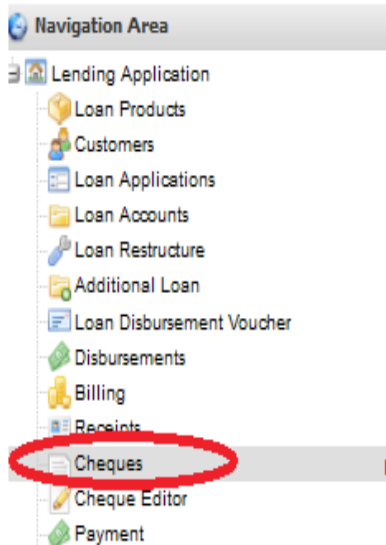 Navigation Area
Lending Application
Loan Products
Customers
Loan Applications
Loan Accounts
Loan Restructure
Additional Loan
Loan Disbursement Voucher
Disbursements
Billing
Receipts
Cheques
Cheque Editor
Payment